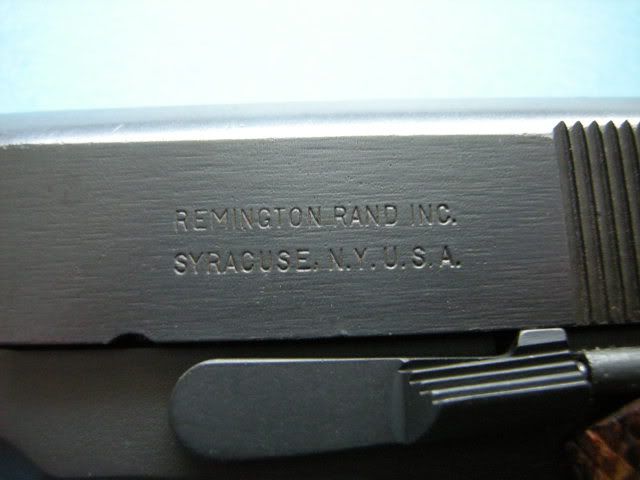 REMINGTON RAND INC.
SYRACUSE, N.Y. U.S.A.